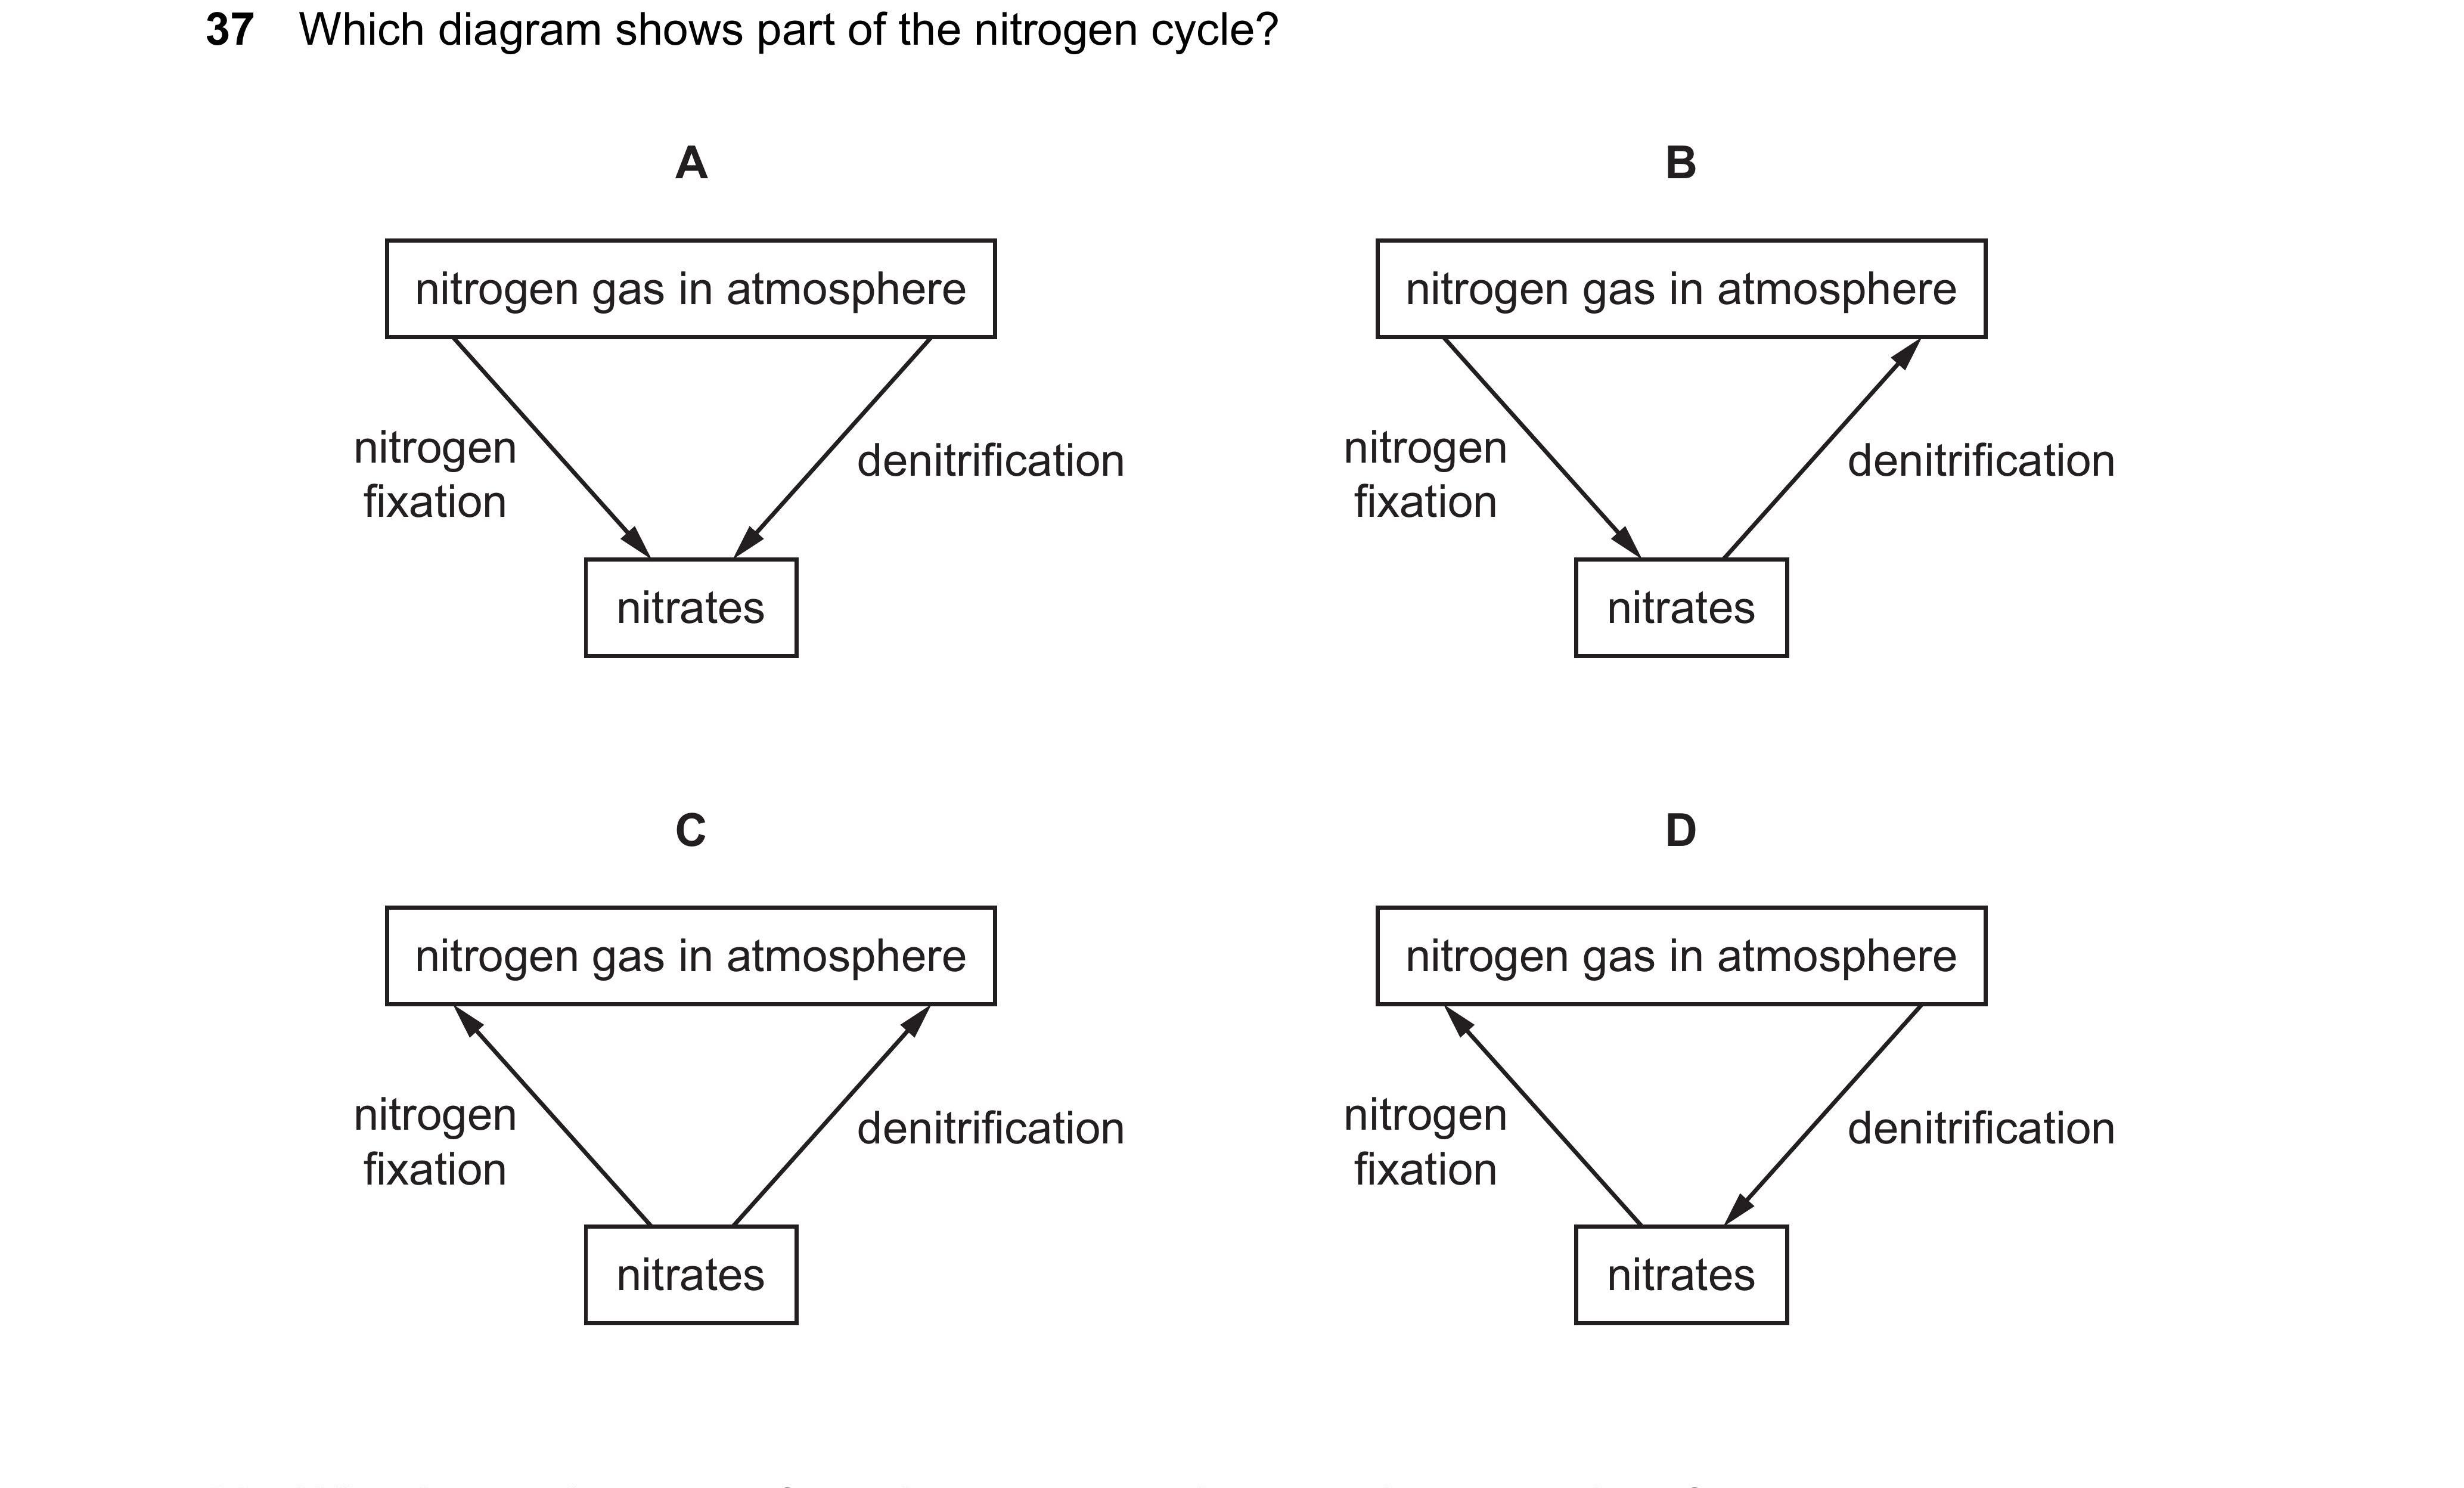 37 Which diagram shows part of the nitrogen cycle?
A
B
nitrogen gas in atmosphere
nitrogen gas in atmosphere
nitrogen
fixation
denitrification
nitrogen
fixation
denitrification
nitrates
nitrates
C
D
nitrogen gas in atmosphere
nitrogen gas in atmosphere
nitrogen
fixation
denitrification
nitrogen
fixation
denitrification
nitrates
nitrates